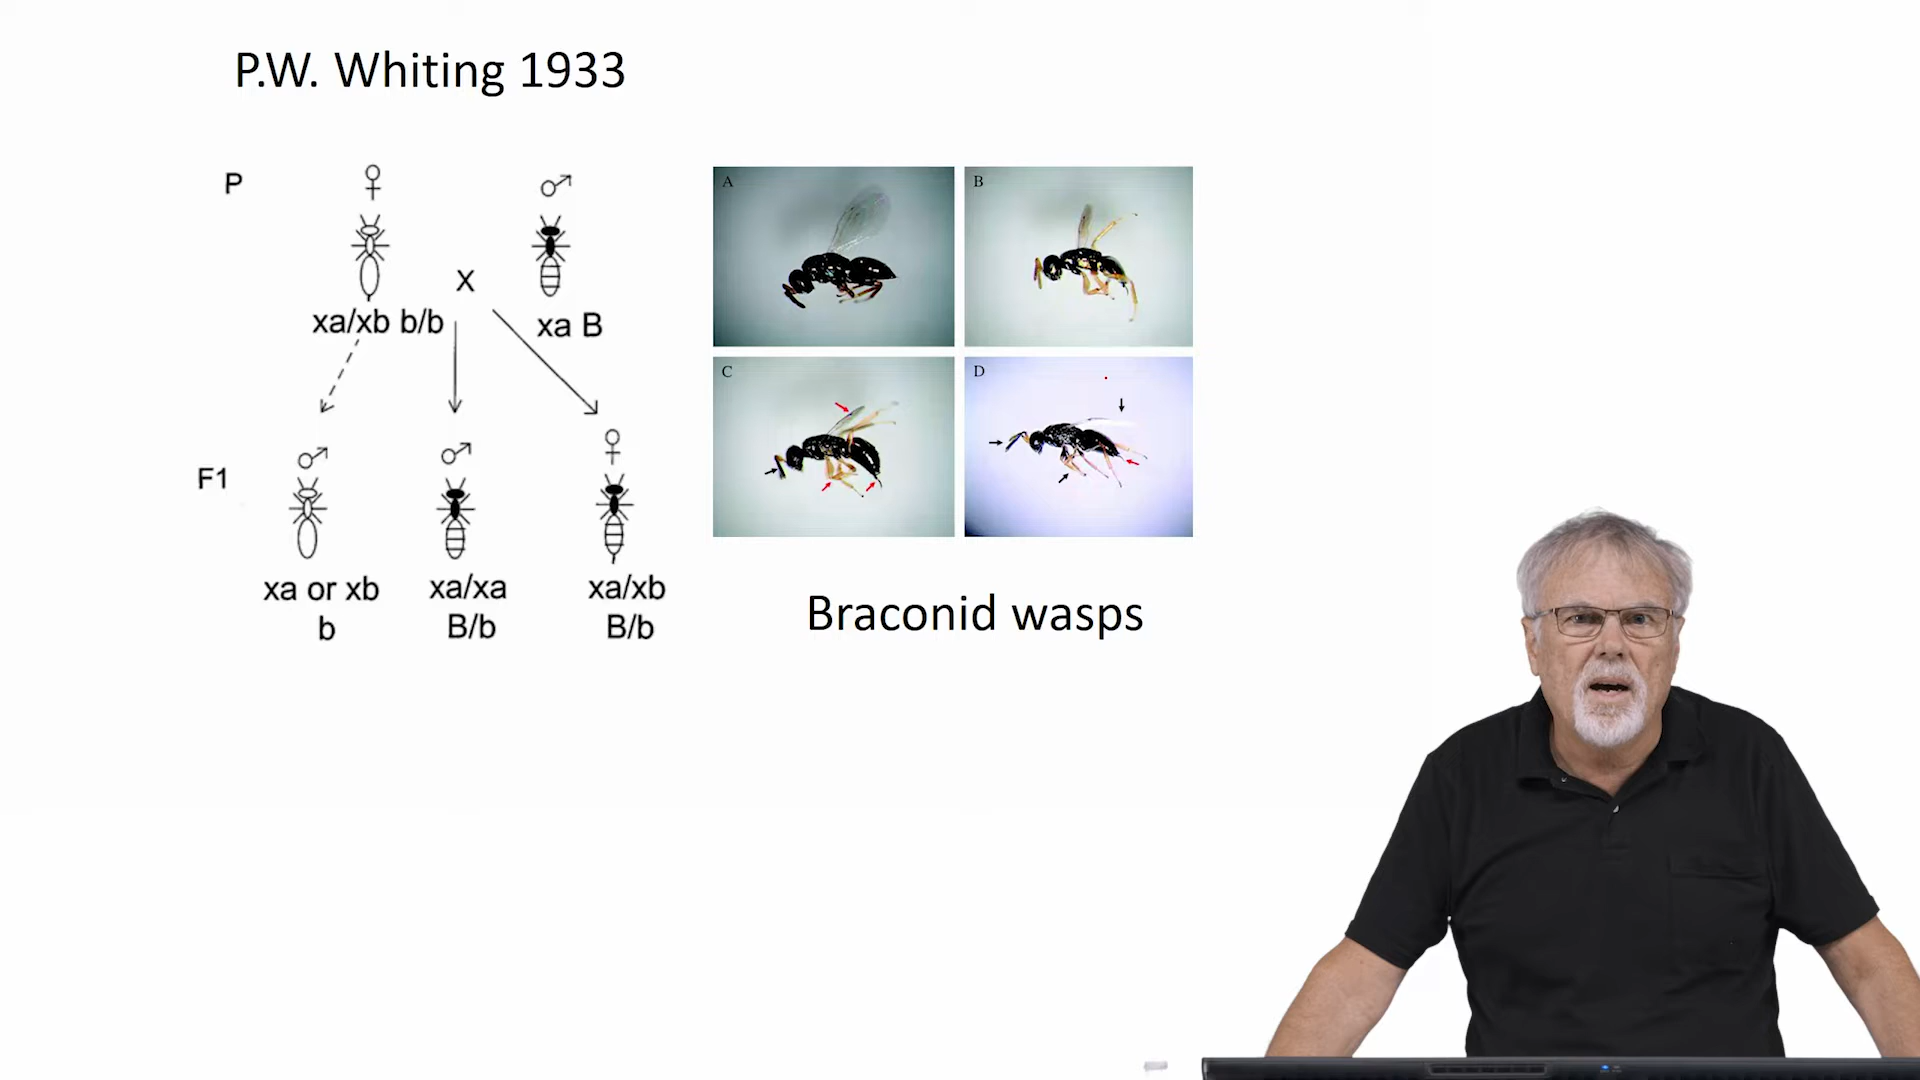 P.W. Whiting 1933
P
X
xa/xb b/b
xa B
F1
xa or xb
b
xa/xa
B/b
xa/xb
B/b
A
B
C
D
Braconid wasps